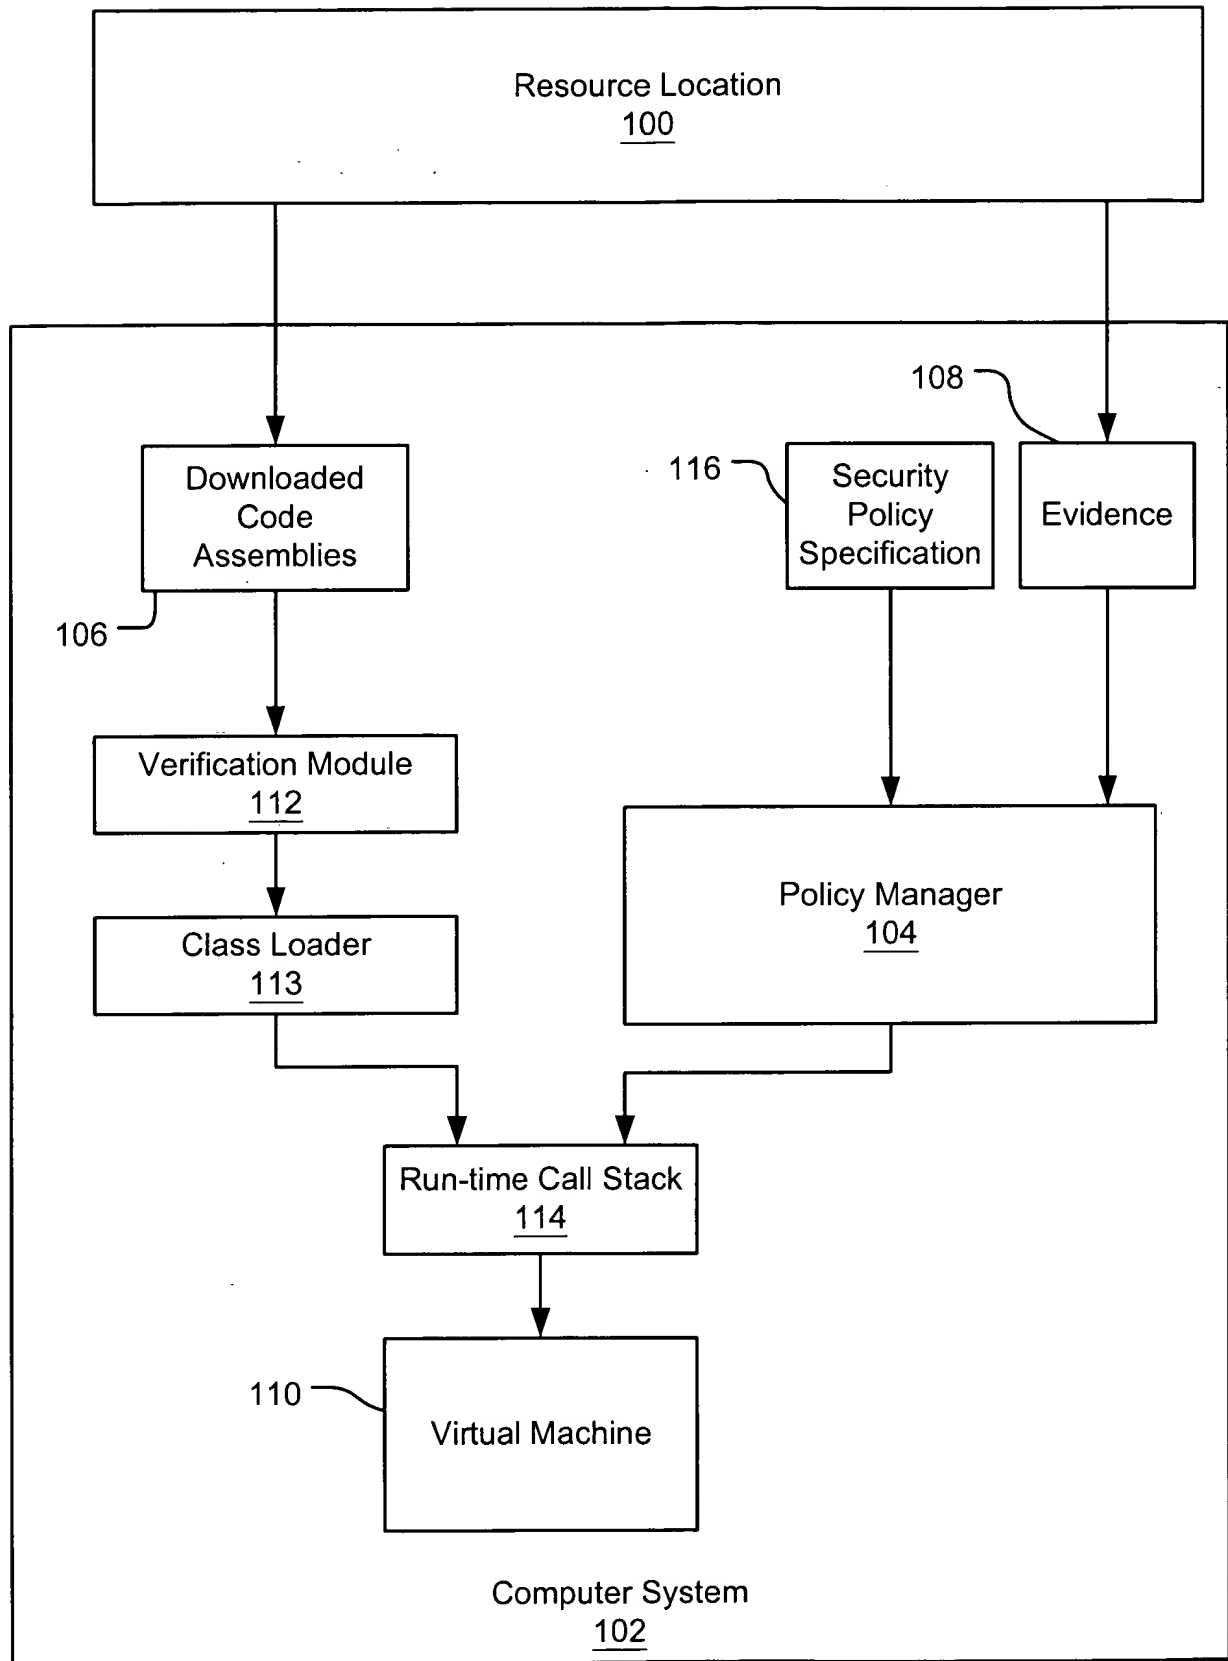 Resource Location
100
108
116
Downloaded
Code
Assemblies
Security
Policy
Specification
Evidence
106
Verification Module
112
Policy Manager
104
Class Loader
113
Run-time Call Stack
114
110
Virtual Machine
Computer System
102